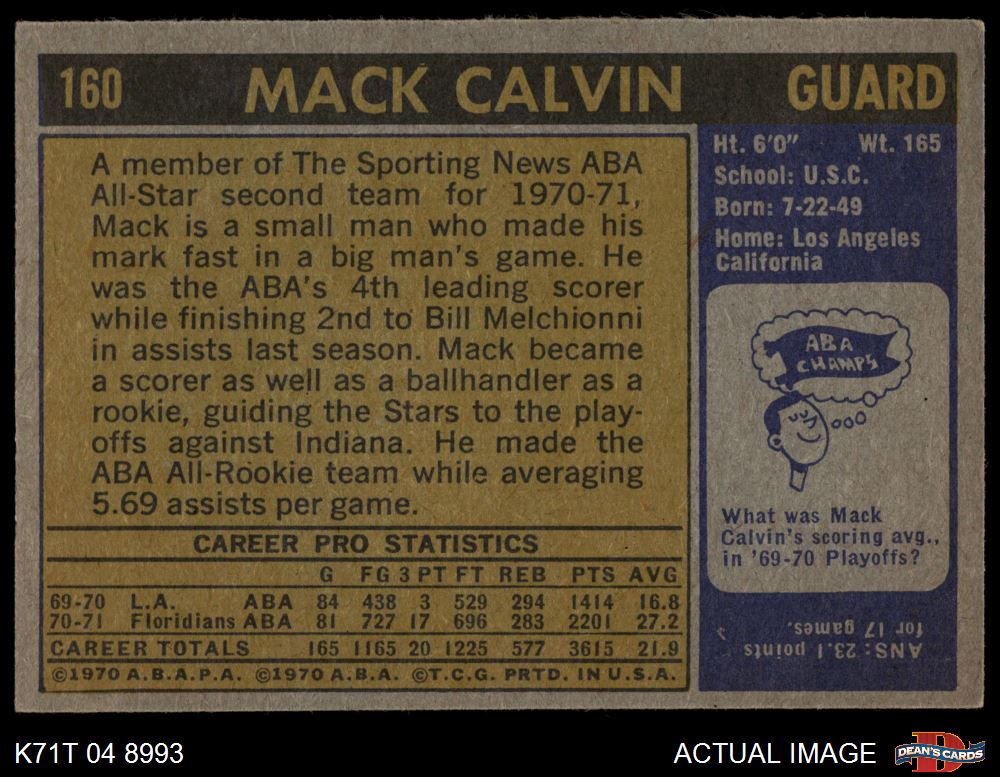 160 MACK CALVIN GUARD
A member of The Sporting News ABA
All-Star second team for 1970-71,
Mack is a small man who made his
mark fast in a big man's game. He
was the ABA's 4th leading scorer
while finishing 2nd to Bill Melchionni
in assists last season. Mack became
a scorer as well as a ballhandler as a
rookie, guiding the Stars to the play-
offs against Indiana. He made the
ABA All-Rookie team while averaging
5.69 assists per game.
CAREER PRO STATISTICS
G FG 3 PT FT REB PTS AVG
69-70 L.A. ABA 84 438 3 529 294 1414 16.8
70-71 Floridians ABA 81 727 17 696 283 2201 27.2
CAREER TOTALS 165 1165 20 1225 577 3615 21.9
©1970 A.B.A.P.A. ©1970 A.B.A. ©T.C.G. PRTD. IN U.S.A.
Ht. 6'0" Wt. 165
School: U.S.C.
Born: 7-22-49
Home: Los Angeles
California
ABA
CHAMPS
What was Mack
Calvin's scoring avg.,
in '69-70 Playoffs?
ANS: 23.1 points
for 17 games.
K71T 04 8993
ACTUAL IMAGE
D
DEAN'S CARDS